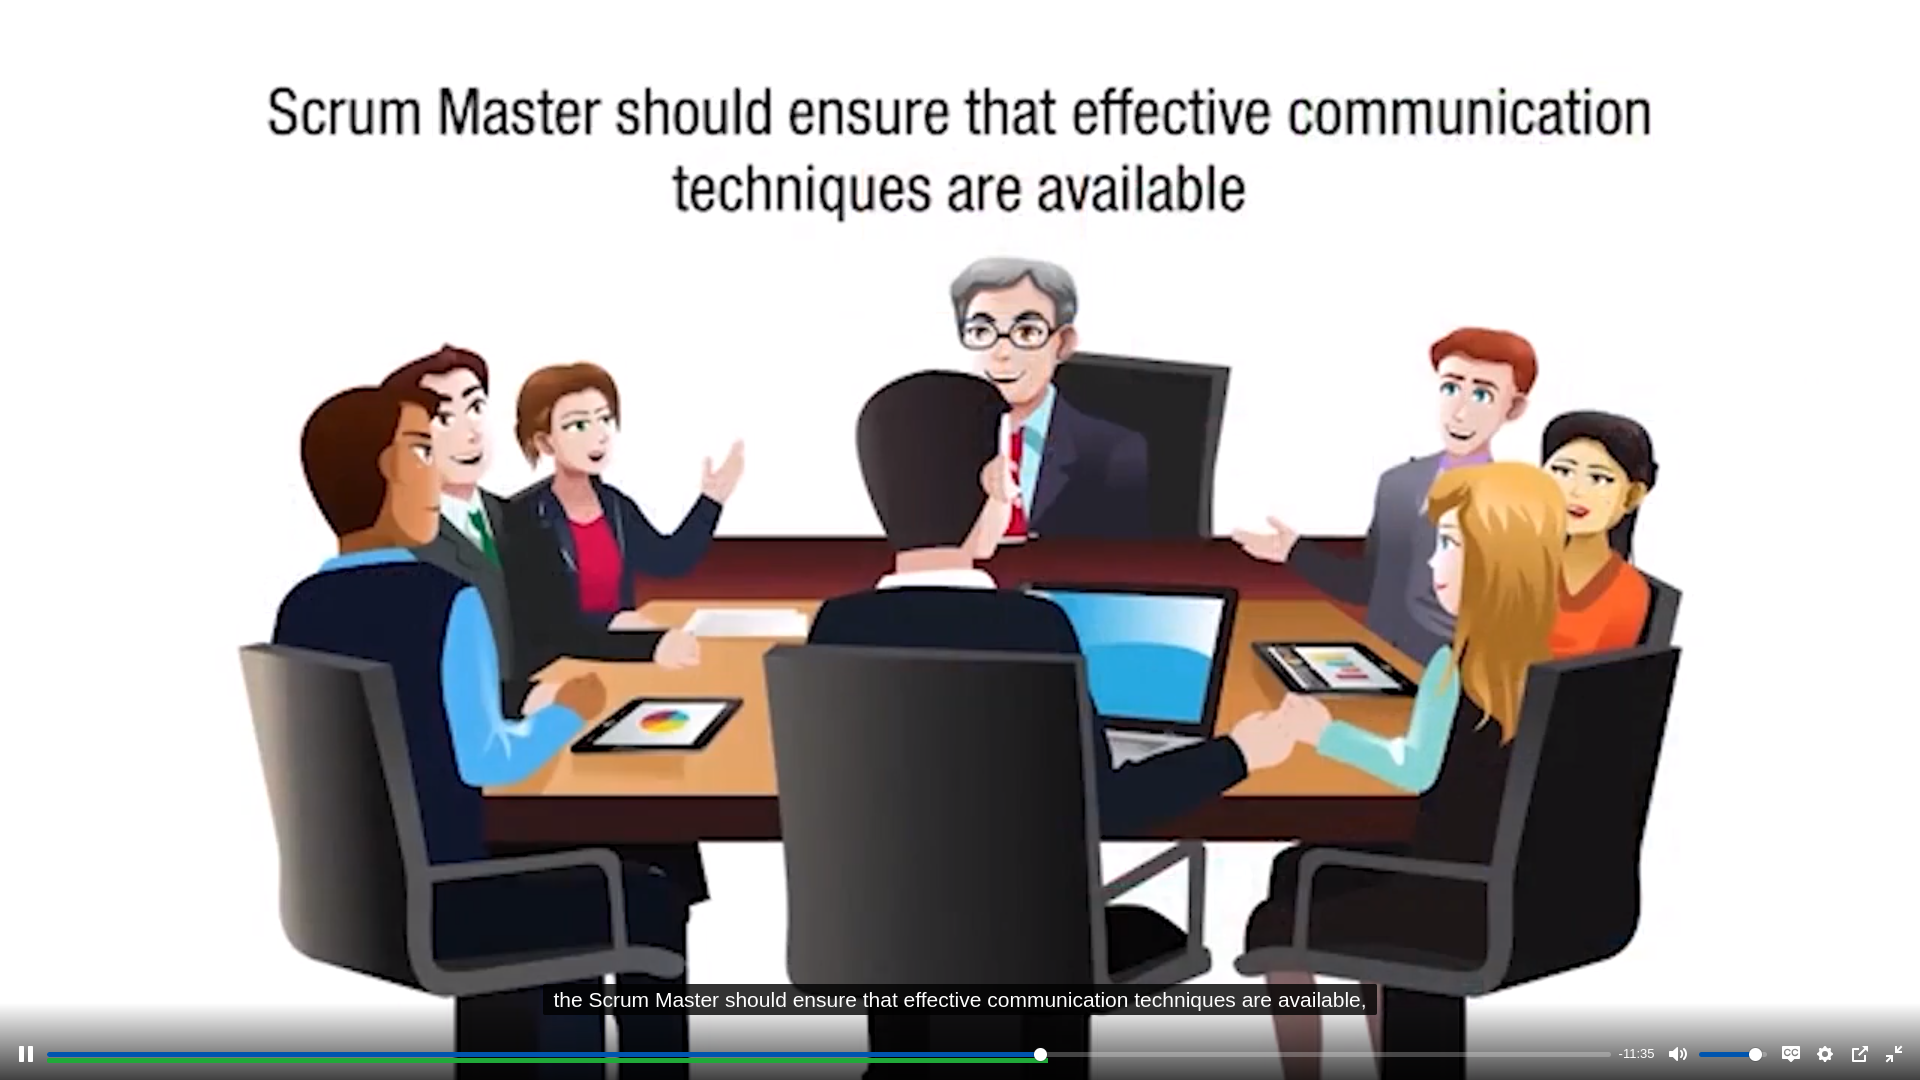 Scrum Master should ensure that effective communication
techniques are available
the Scrum Master should ensure that effective communication techniques are available,
-11:35
CC